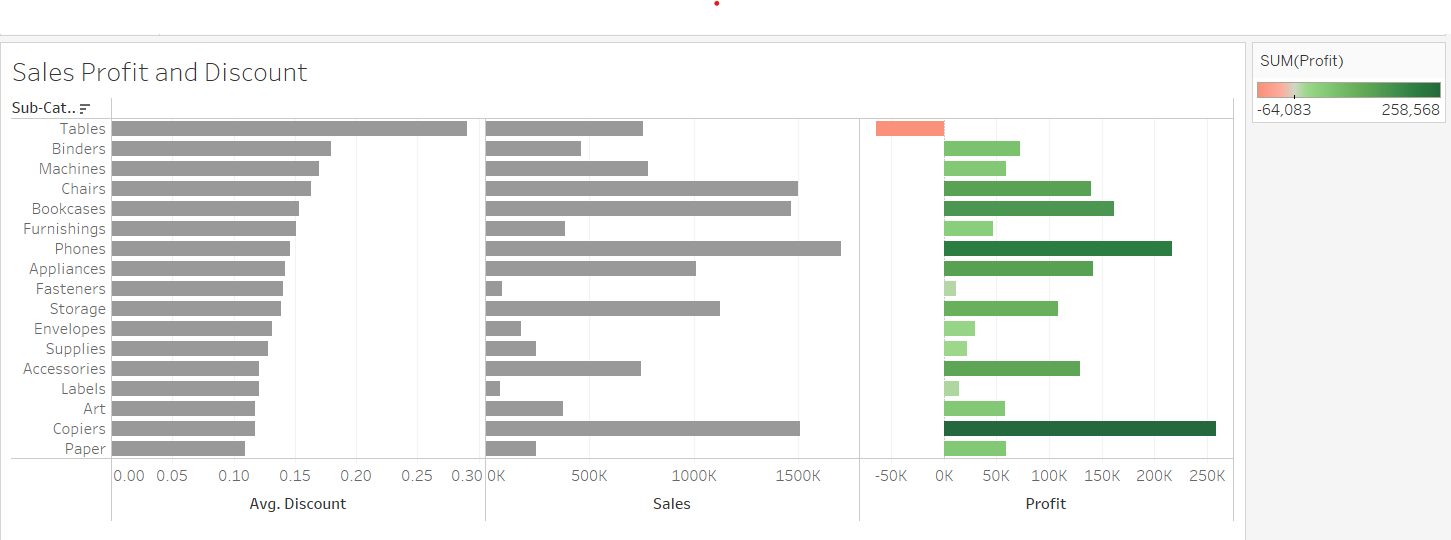 Sales Profit and Discount
SUM(Profit)
-64,083 258,568
Sub-Cat..
Tables
Binders
Machines
Chairs
Bookcases
Furnishings
Phones
Appliances
Fasteners
Storage
Envelopes
Supplies
Accessories
Labels
Art
Copiers
Paper
0.00 0.05 0.10 0.15 0.20 0.25 0.30 0K 500K 1000K 1500K -50K 0K 50K 100K 150K 200K 250K
Avg. Discount Sales Profit